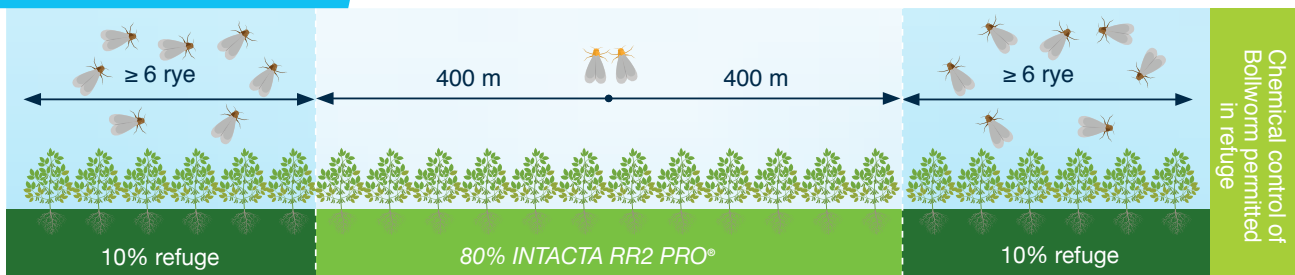 ≥ 6 rye
400 m
400 m
≥ 6 rye
10% refuge
80% INTACTA RR2 PRO®
10% refuge
Chemical control of
Bollworm permitted
in refuge